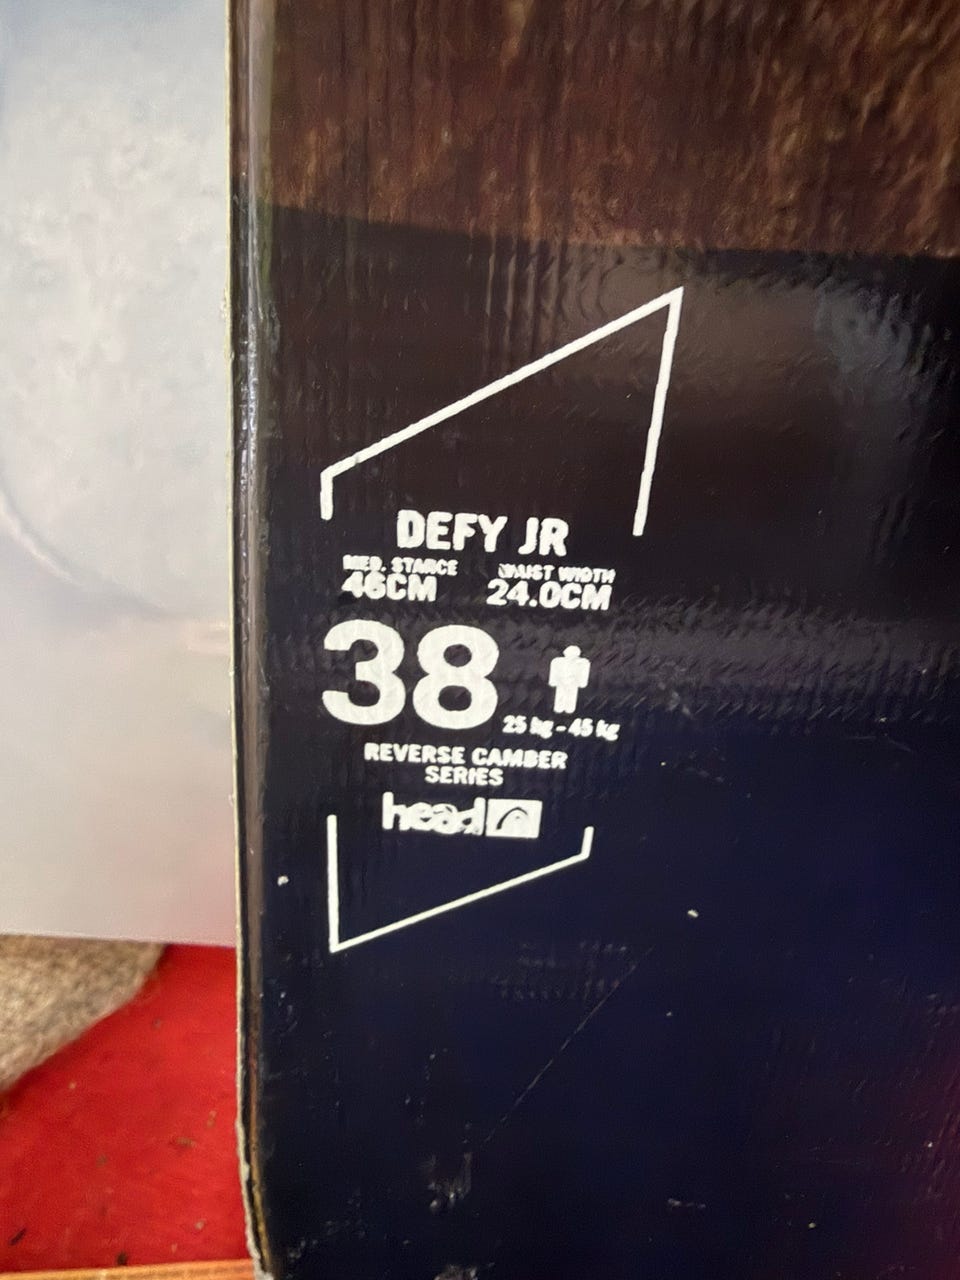 DEFY JR
MED. STANCE WAIST WIDTH
46CM 24.0CM
38
25 kg - 45 kg
REVERSE CAMBER
SERIES
head